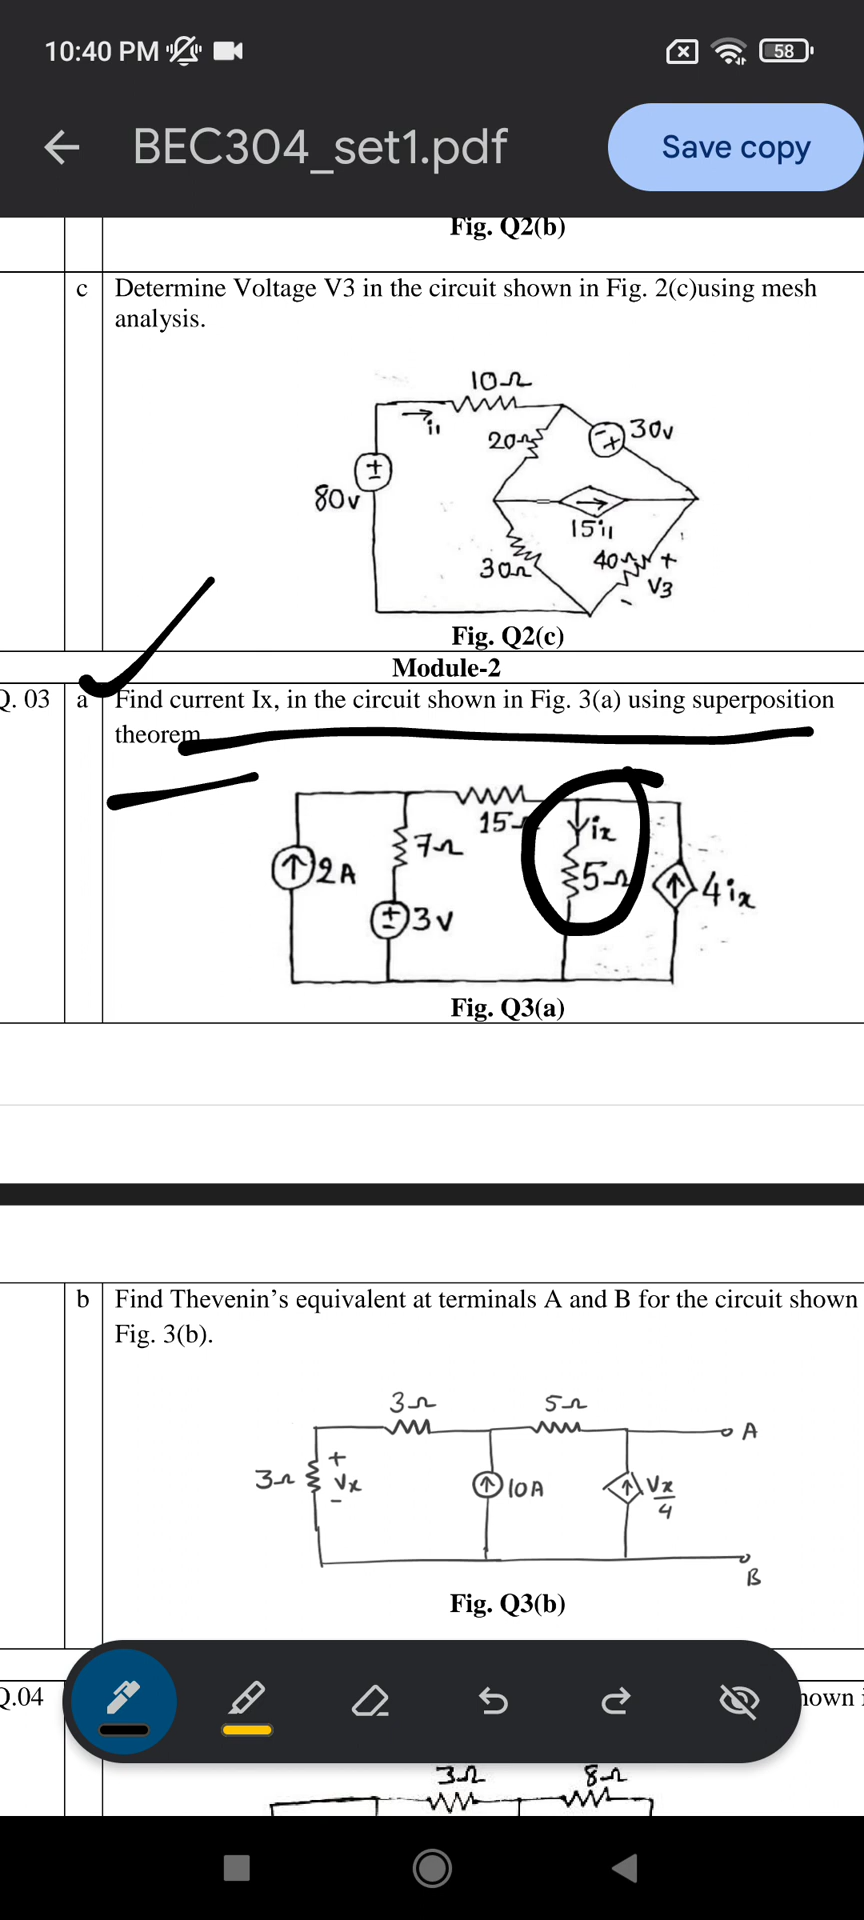 10:40 PM
58
BEC304_set1.pdf
Save copy
Fig. Q2(b)
c Determine Voltage V3 in the circuit shown in Fig. 2(c)using mesh
analysis.
10Ω
i1
20Ω
30V
80V
15i1
30Ω
40Ω
+
V3
-
Fig. Q2(c)
Module-2
Q. 03 a Find current Ix, in the circuit shown in Fig. 3(a) using superposition
theorem
15
ix
7Ω
2A
5Ω
4ix
3V
Fig. Q3(a)
b Find Thevenin’s equivalent at terminals A and B for the circuit shown
Fig. 3(b).
3Ω
5Ω
A
3Ω
+
Vx
-
10A
Vx/4
B
Fig. Q3(b)
Q.04
hown i
3Ω
8Ω